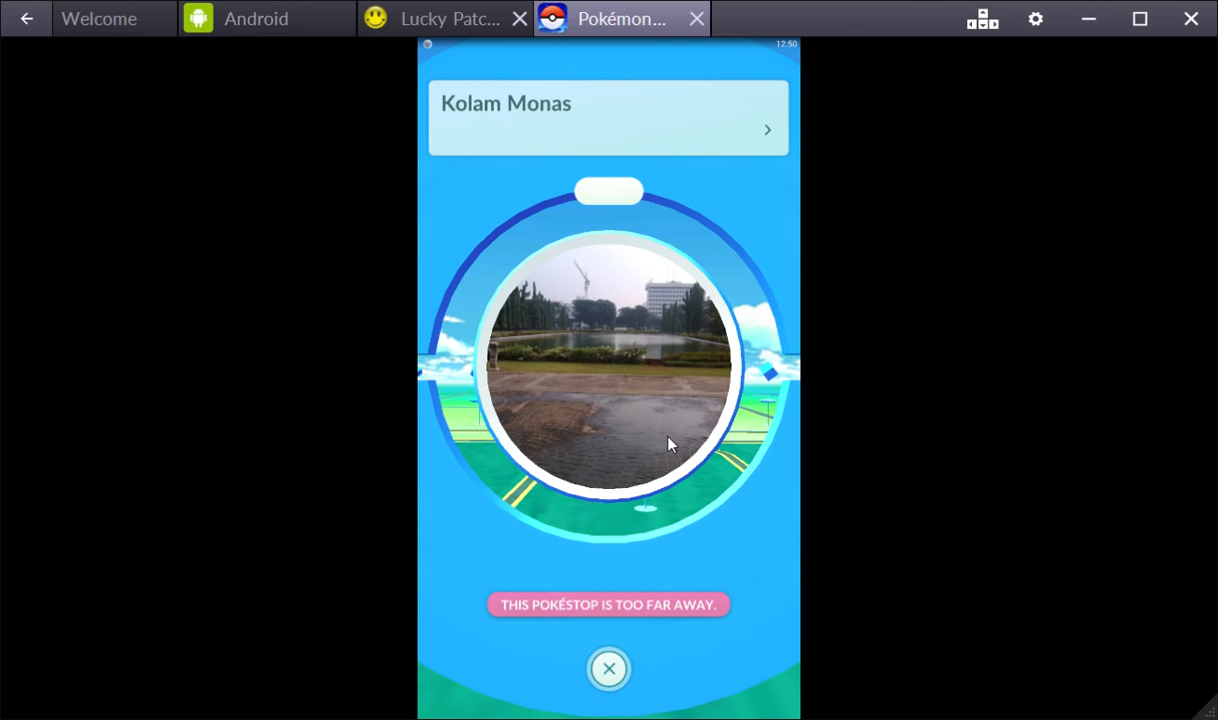 Welcome
Android
Lucky Patc...
Pokémon...
12.50
Kolam Monas
THIS POKÉSTOP IS TOO FAR AWAY.